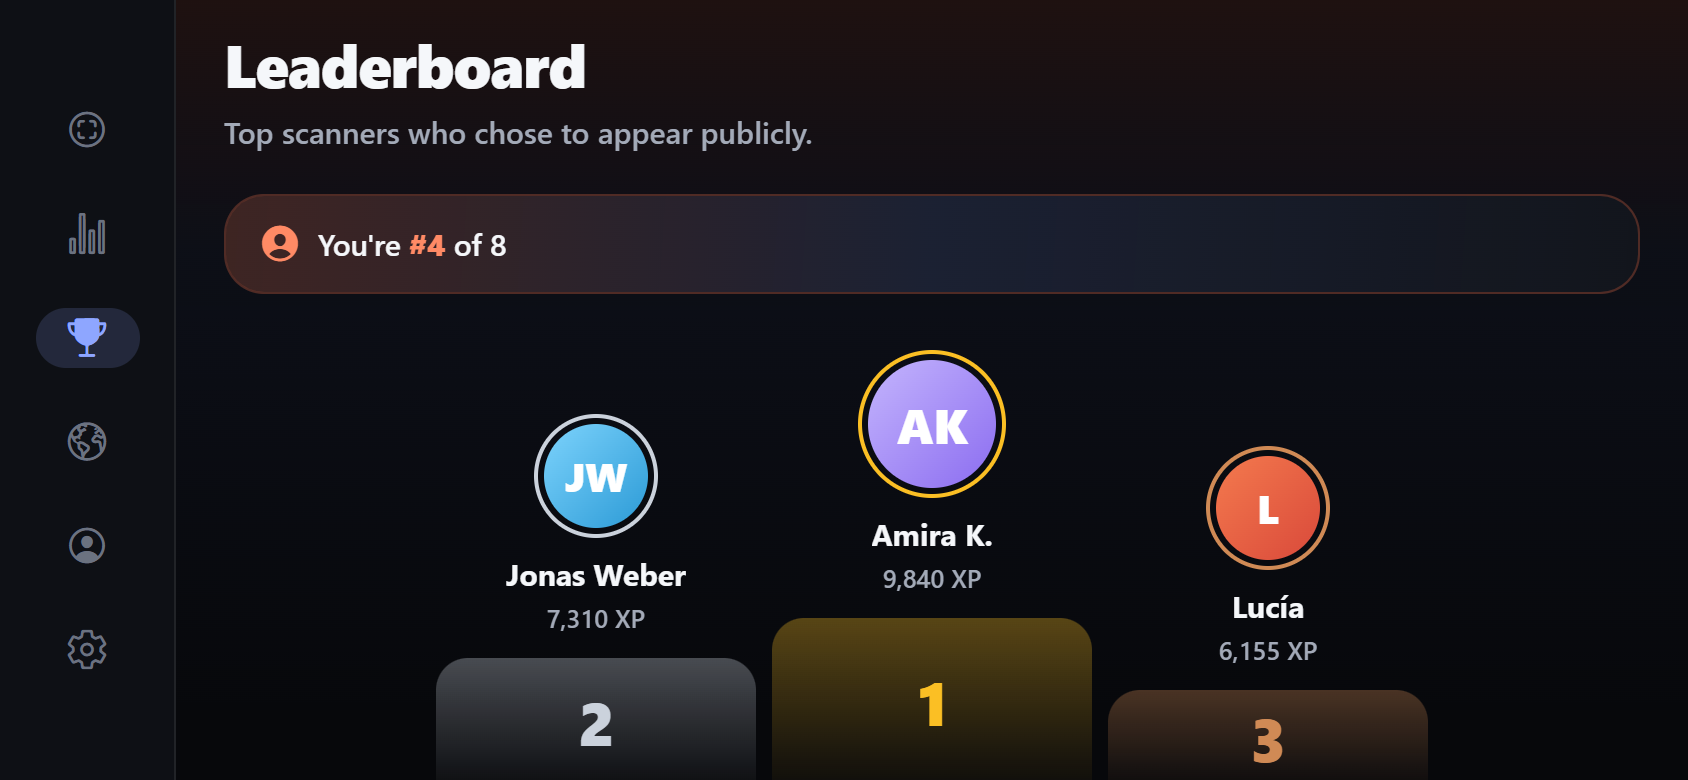 Leaderboard
Top scanners who chose to appear publicly.
You're #4 of 8
JW
Jonas Weber
7,310 XP
2
AK
Amira K.
9,840 XP
1
L
Lucía
6,155 XP
3